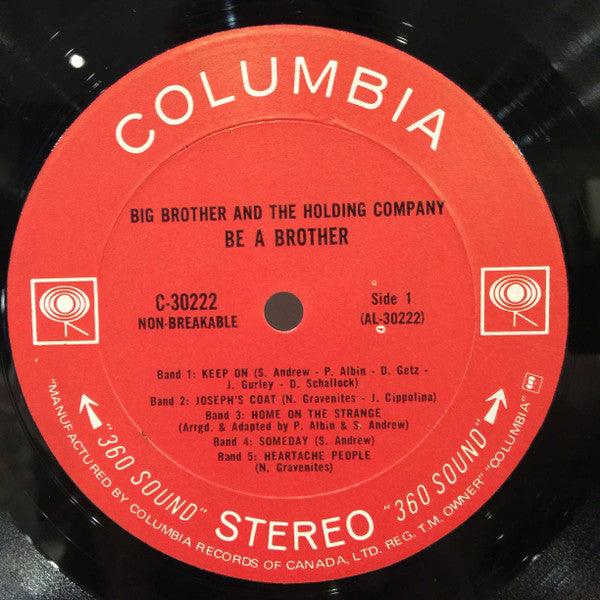 COLUMBIA
BIG BROTHER AND THE HOLDING COMPANY
BE A BROTHER
C-30222
NON-BREAKABLE
Side 1
(AL-30222)
Band 1: KEEP ON (S. Andrew - P. Albin - D. Getz -
J. Gurley - D. Schallock)
Band 2: JOSEPH'S COAT (N. Gravenites - J. Cippolina)
Band 3: HOME ON THE STRANGE
(Arrgd. & Adapted by P. Albin & S. Andrew)
Band 4: SOMEDAY (S. Andrew)
Band 5: HEARTACHE PEOPLE
(N. Gravenites)
"360 SOUND" STEREO "360 SOUND"
"MANUFACTURED BY COLUMBIA RECORDS OF CANADA, LTD. REG. T.M. OWNER" "COLUMBIA"